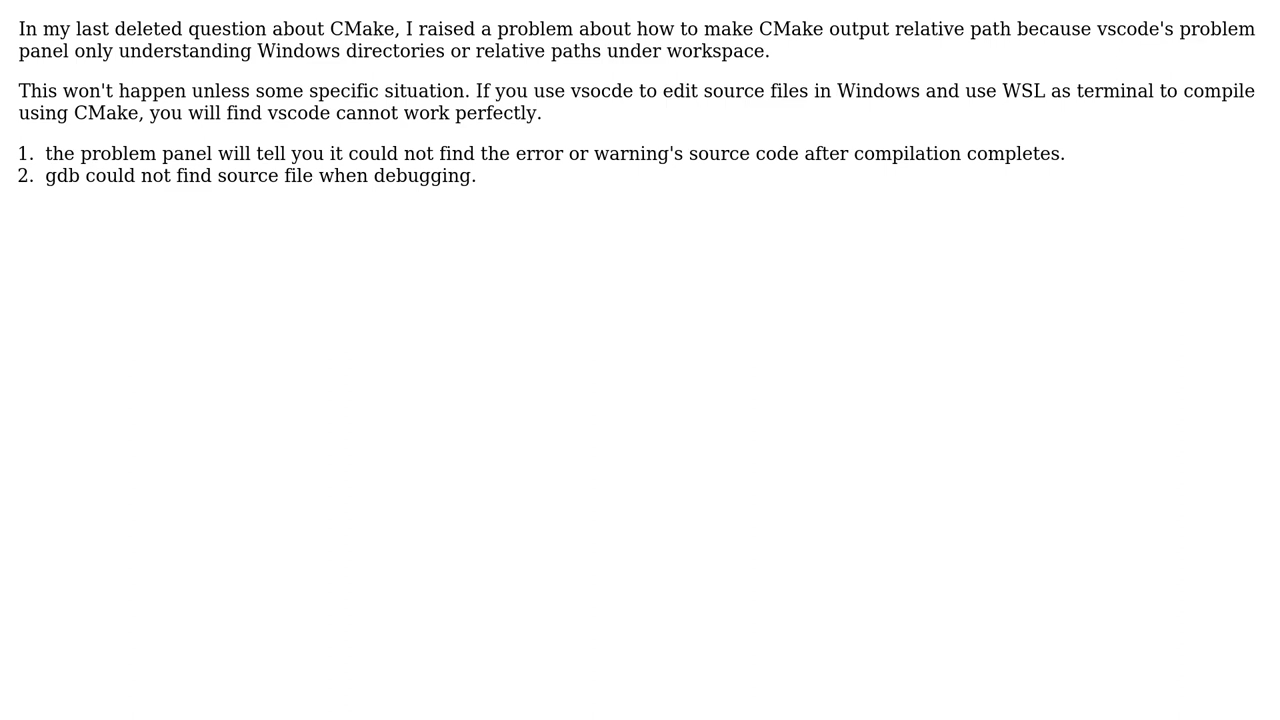 In my last deleted question about CMake, I raised a problem about how to make CMake output relative path because vscode's problem
panel only understanding Windows directories or relative paths under workspace.
This won't happen unless some specific situation. If you use vsocde to edit source files in Windows and use WSL as terminal to compile
using CMake, you will find vscode cannot work perfectly.
1. the problem panel will tell you it could not find the error or warning's source code after compilation completes.
2. gdb could not find source file when debugging.